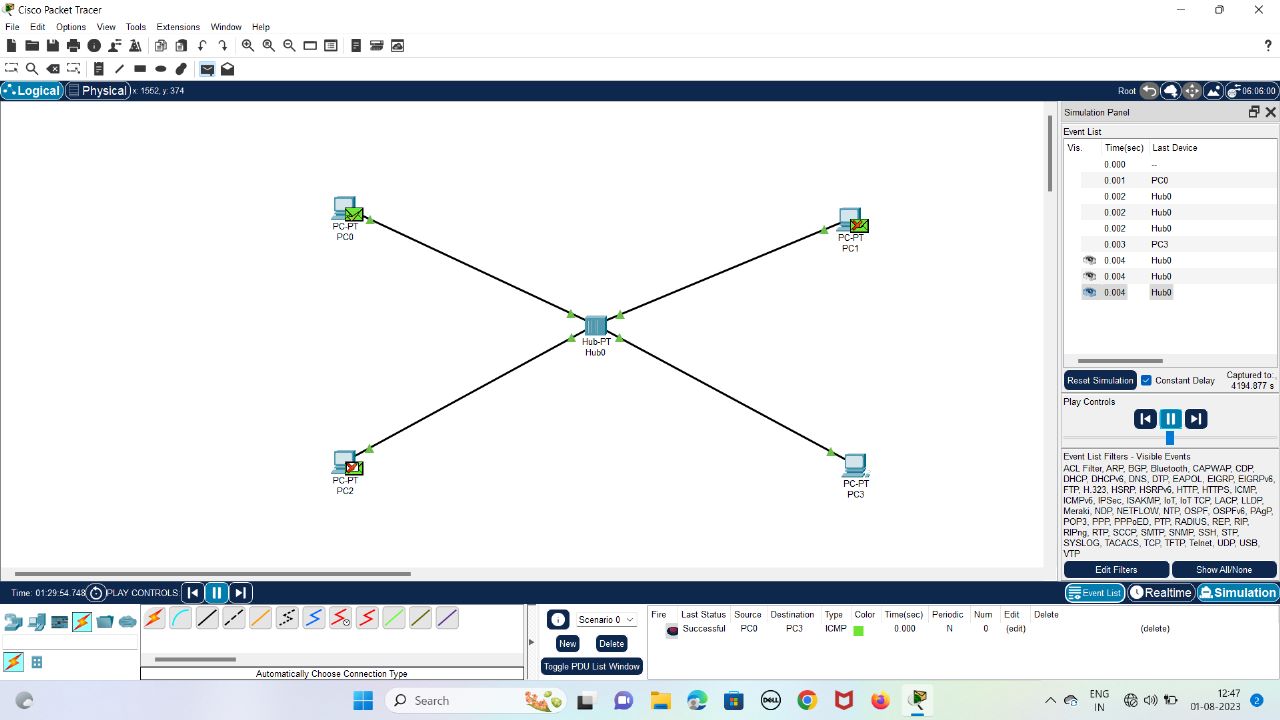 Cisco Packet Tracer
File Edit Options View Tools Extensions Window Help
?
Logical Physical x: 1552, y: 374 Root 06:06:00
Simulation Panel
Event List
Vis. Time(sec) Last Device
0.000 --
0.001 PC0
0.002 Hub0
0.002 Hub0
0.002 Hub0
0.003 PC3
0.004 Hub0
0.004 Hub0
0.004 Hub0
Reset Simulation Constant Delay Captured to:.
4194.877 s
Play Controls
Event List Filters - Visible Events
ACL Filter, ARP, BGP, Bluetooth, CAPWAP, CDP,
DHCP, DHCPv6, DNS, DTP, EAPOL, EIGRP, EIGRPv6,
FTP, H.323, HSRP, HSRPv6, HTTP, HTTPS, ICMP,
ICMPv6, IPSec, ISAKMP, IoT, IoT TCP, LACP, LLDP,
Meraki, NDP, NETFLOW, NTP, OSPF, OSPFv6, PAgP,
POP3, PPP, PPPoED, PTP, RADIUS, REP, RIP,
RIPng, RTP, SCCP, SMTP, SNMP, SSH, STP,
SYSLOG, TACACS, TCP, TFTP, Telnet, UDP, USB,
VTP
Edit Filters Show All/None
PC-PT
PC0
PC-PT
PC1
Hub-PT
Hub0
PC-PT
PC2
PC-PT
PC3
Time: 01:29:54.748 PLAY CONTROLS: Event List Realtime Simulation
Automatically Choose Connection Type
Scenario 0
New Delete
Toggle PDU List Window
Fire Last Status Source Destination Type Color Time(sec) Periodic Num Edit Delete
Successful PC0 PC3 ICMP 0.000 N 0 (edit) (delete)
Search
DELL
ENG
IN
12:47
01-08-2023
2